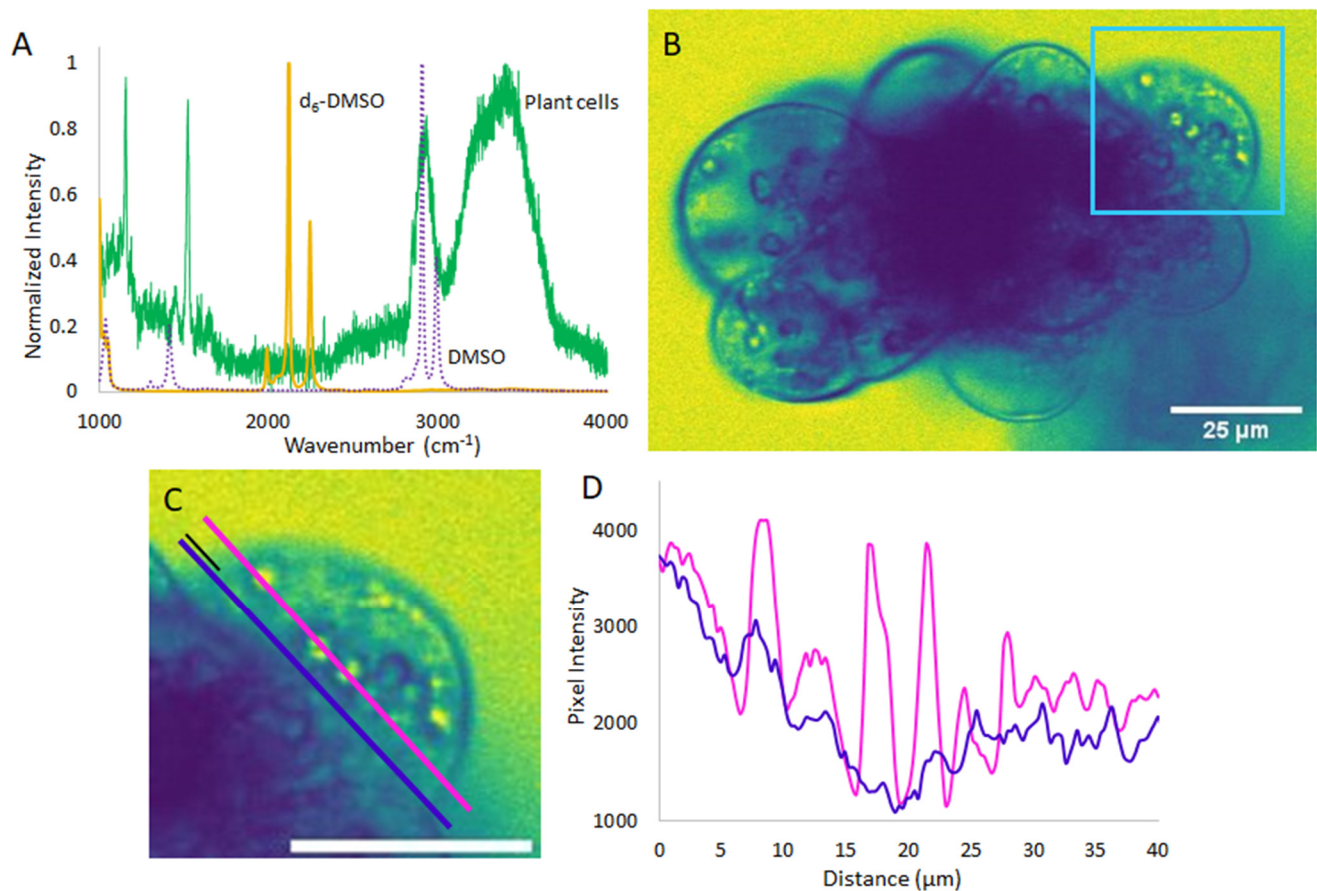 A
Normalized Intensity
1
0.8
0.6
0.4
0.2
0
d6-DMSO
Plant cells
DMSO
1000
2000
3000
4000
Wavenumber (cm-1)
B
25 µm
C
D
Pixel Intensity
4000
3000
2000
1000
0
5
10
15
20
25
30
35
40
Distance (µm)